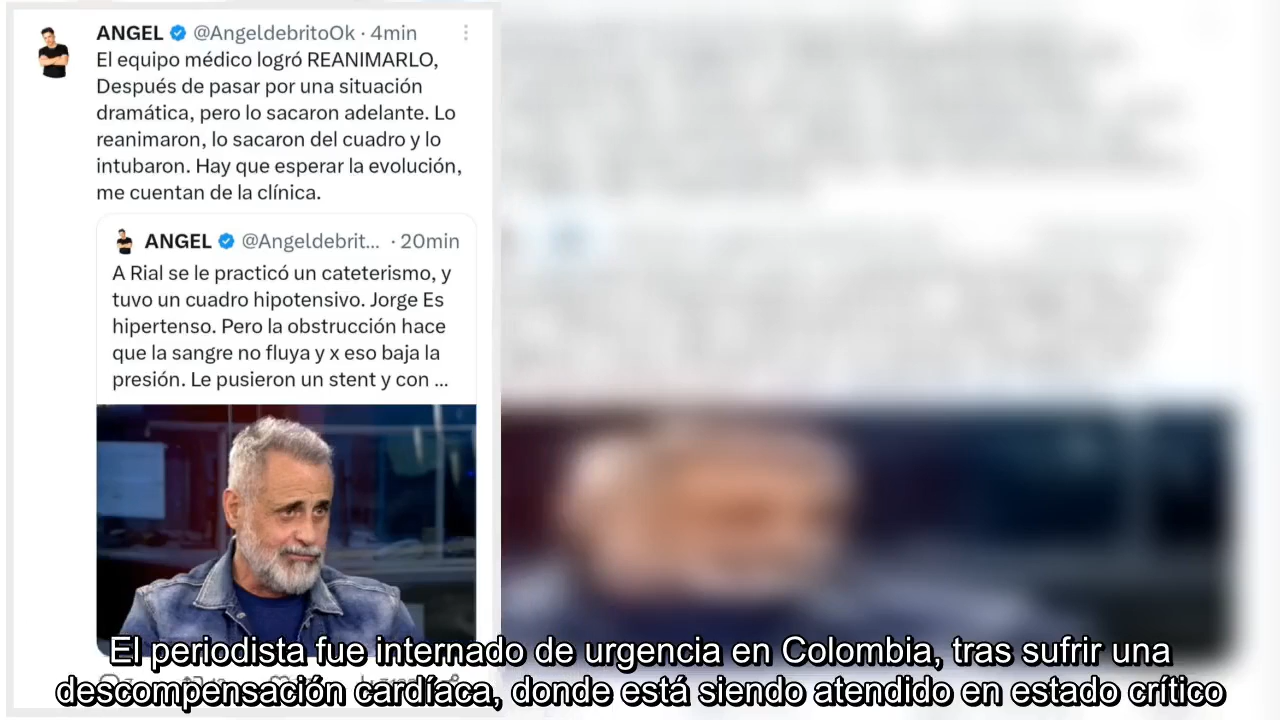 ANGEL @AngeldebritoOk · 4min
El equipo médico logró REANIMARLO,
Después de pasar por una situación
dramática, pero lo sacaron adelante. Lo
reanimaron, lo sacaron del cuadro y lo
intubaron. Hay que esperar la evolución,
me cuentan de la clínica.
ANGEL @Angeldebrit... · 20min
A Rial se le practicó un cateterismo, y
tuvo un cuadro hipotensivo. Jorge Es
hipertenso. Pero la obstrucción hace
que la sangre no fluya y x eso baja la
presión. Le pusieron un stent y con ...
El periodista fue internado de urgencia en Colombia, tras sufrir una
descompensación cardíaca, donde está siendo atendido en estado crítico